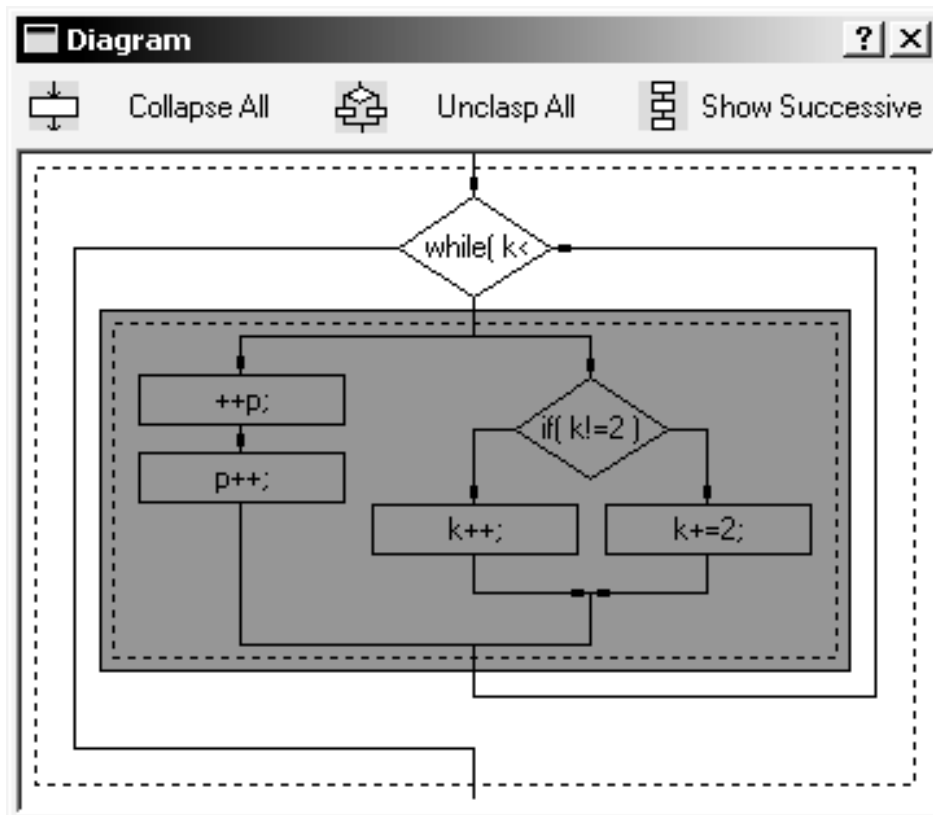 Diagram
? X
Collapse All Unclasp All Show Successive
while( k<
++p;
if( k!=2 )
p++;
k++; k+=2;